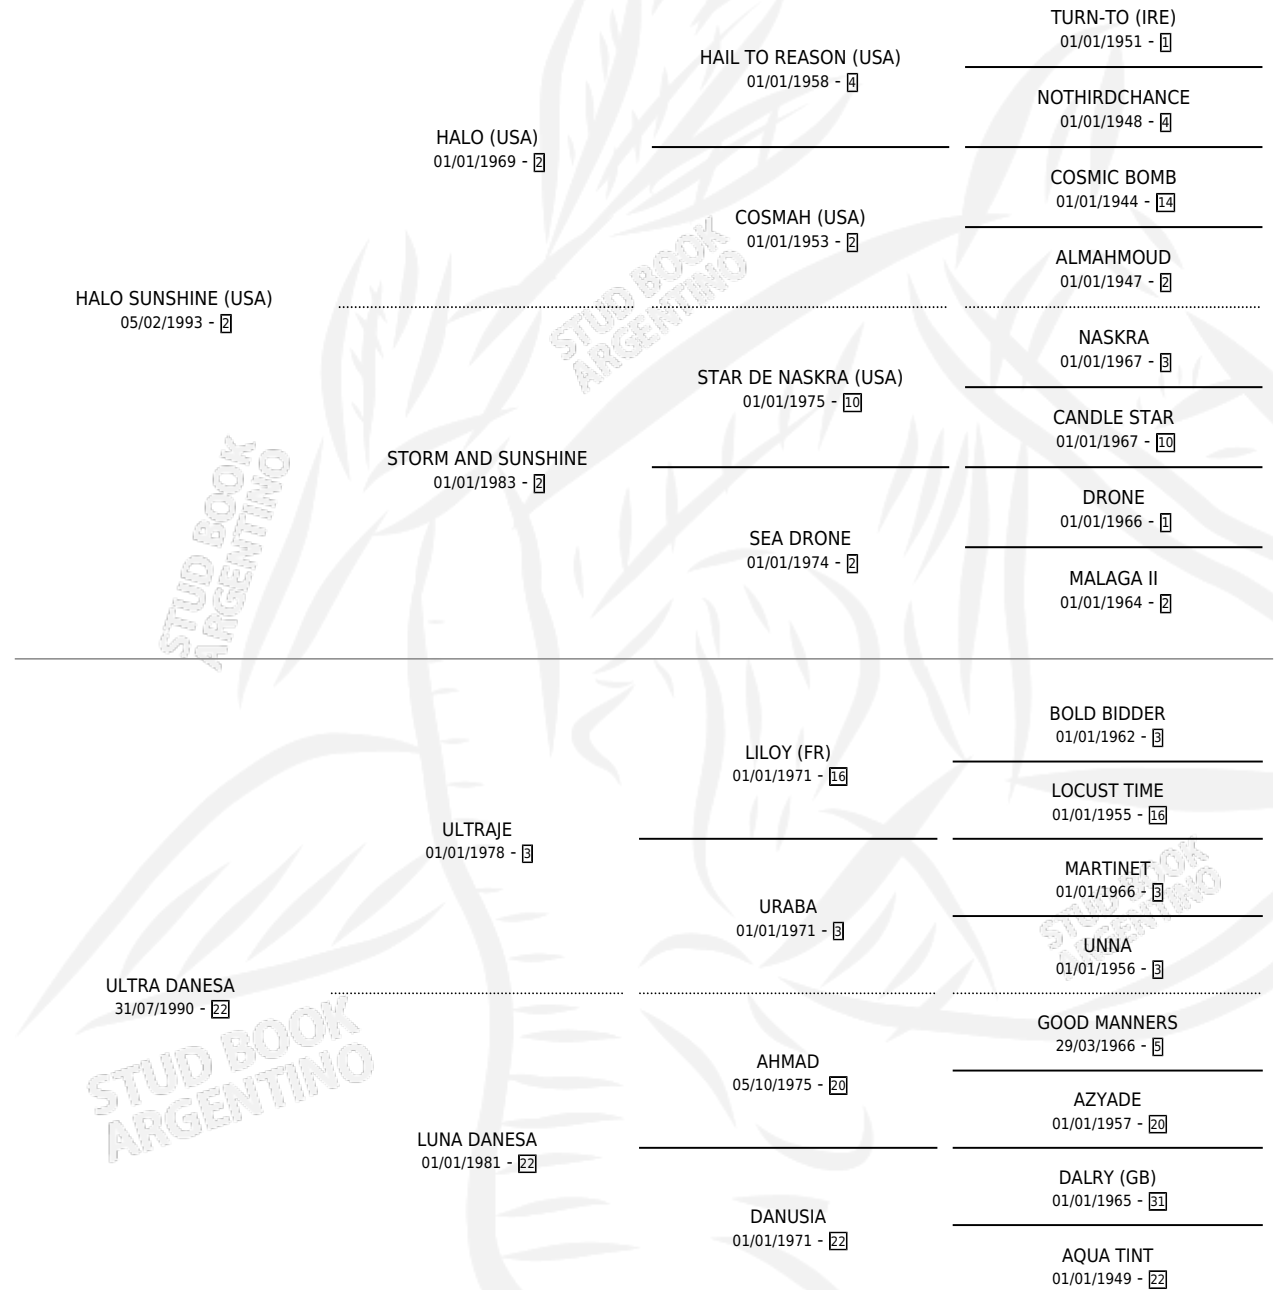 TURN-TO (IRE)
01/01/1951 - 1
HAIL TO REASON (USA)
01/01/1958 - 4
NOTHIRDCHANCE
01/01/1948 - 4
HALO (USA)
01/01/1969 - 2
COSMIC BOMB
01/01/1944 - 14
COSMAH (USA)
01/01/1953 - 2
ALMAHMOUD
01/01/1947 - 2
HALO SUNSHINE (USA)
05/02/1993 - 2
STUD BOOK
ARGENTINO
NASKRA
01/01/1967 - 3
STAR DE NASKRA (USA)
01/01/1975 - 10
CANDLE STAR
01/01/1967 - 10
STORM AND SUNSHINE
01/01/1983 - 2
DRONE
01/01/1966 - 1
SEA DRONE
01/01/1974 - 2
MALAGA II
01/01/1964 - 2
STUD BOOK
ARGENTINO
BOLD BIDDER
01/01/1962 - 3
LILOY (FR)
01/01/1971 - 16
LOCUST TIME
01/01/1955 - 16
ULTRAJE
01/01/1978 - 3
MARTINET
01/01/1966 - 3
URABA
01/01/1971 - 3
UNNA
01/01/1956 - 3
STUD BOOK
ARGENTINO
ULTRA DANESA
31/07/1990 - 22
GOOD MANNERS
29/03/1966 - 5
AHMAD
05/10/1975 - 20
AZYADE
01/01/1957 - 20
STUD BOOK
ARGENTINO
LUNA DANESA
01/01/1981 - 22
DALRY (GB)
01/01/1965 - 31
DANUSIA
01/01/1971 - 22
AQUA TINT
01/01/1949 - 22